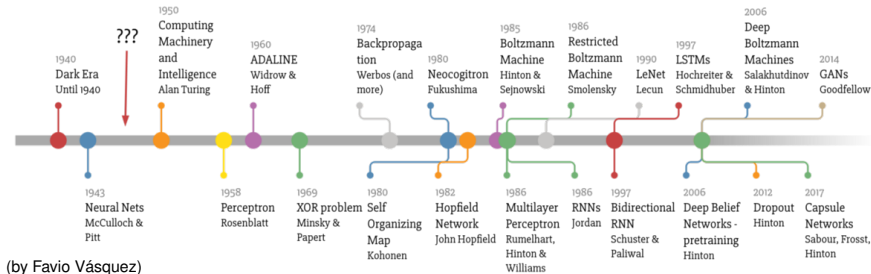 ???
1940
Dark Era
Until 1940
1950
Computing
Machinery
and
Intelligence
Alan Turing
1960
ADALINE
Widrow &
Hoff
1974
Backpropaga
tion
Werbos (and
more)
1980
Neocogitron
Fukushima
1985
Boltzmann
Machine
Hinton &
Sejnowski
1986
Restricted
Boltzmann
Machine
Smolensky
1990
LeNet
Lecun
1997
LSTMs
Hochreiter &
Schmidhuber
2006
Deep
Boltzmann
Machines
Salakhutdinov
& Hinton
2014
GANs
Goodfellow
1943
Neural Nets
McCulloch &
Pitt
1958
Perceptron
Rosenblatt
1969
XOR problem
Minsky &
Papert
1980
Self
Organizing
Map
Kohonen
1982
Hopfield
Network
John Hopfield
1986
Multilayer
Perceptron
Rumelhart,
Hinton &
Williams
1986
RNNs
Jordan
1997
Bidirectional
RNN
Schuster &
Paliwal
2006
Deep Belief
Networks -
pretraining
Hinton
2012
Dropout
Hinton
2017
Capsule
Networks
Sabour, Frosst,
Hinton
(by Favio Vásquez)